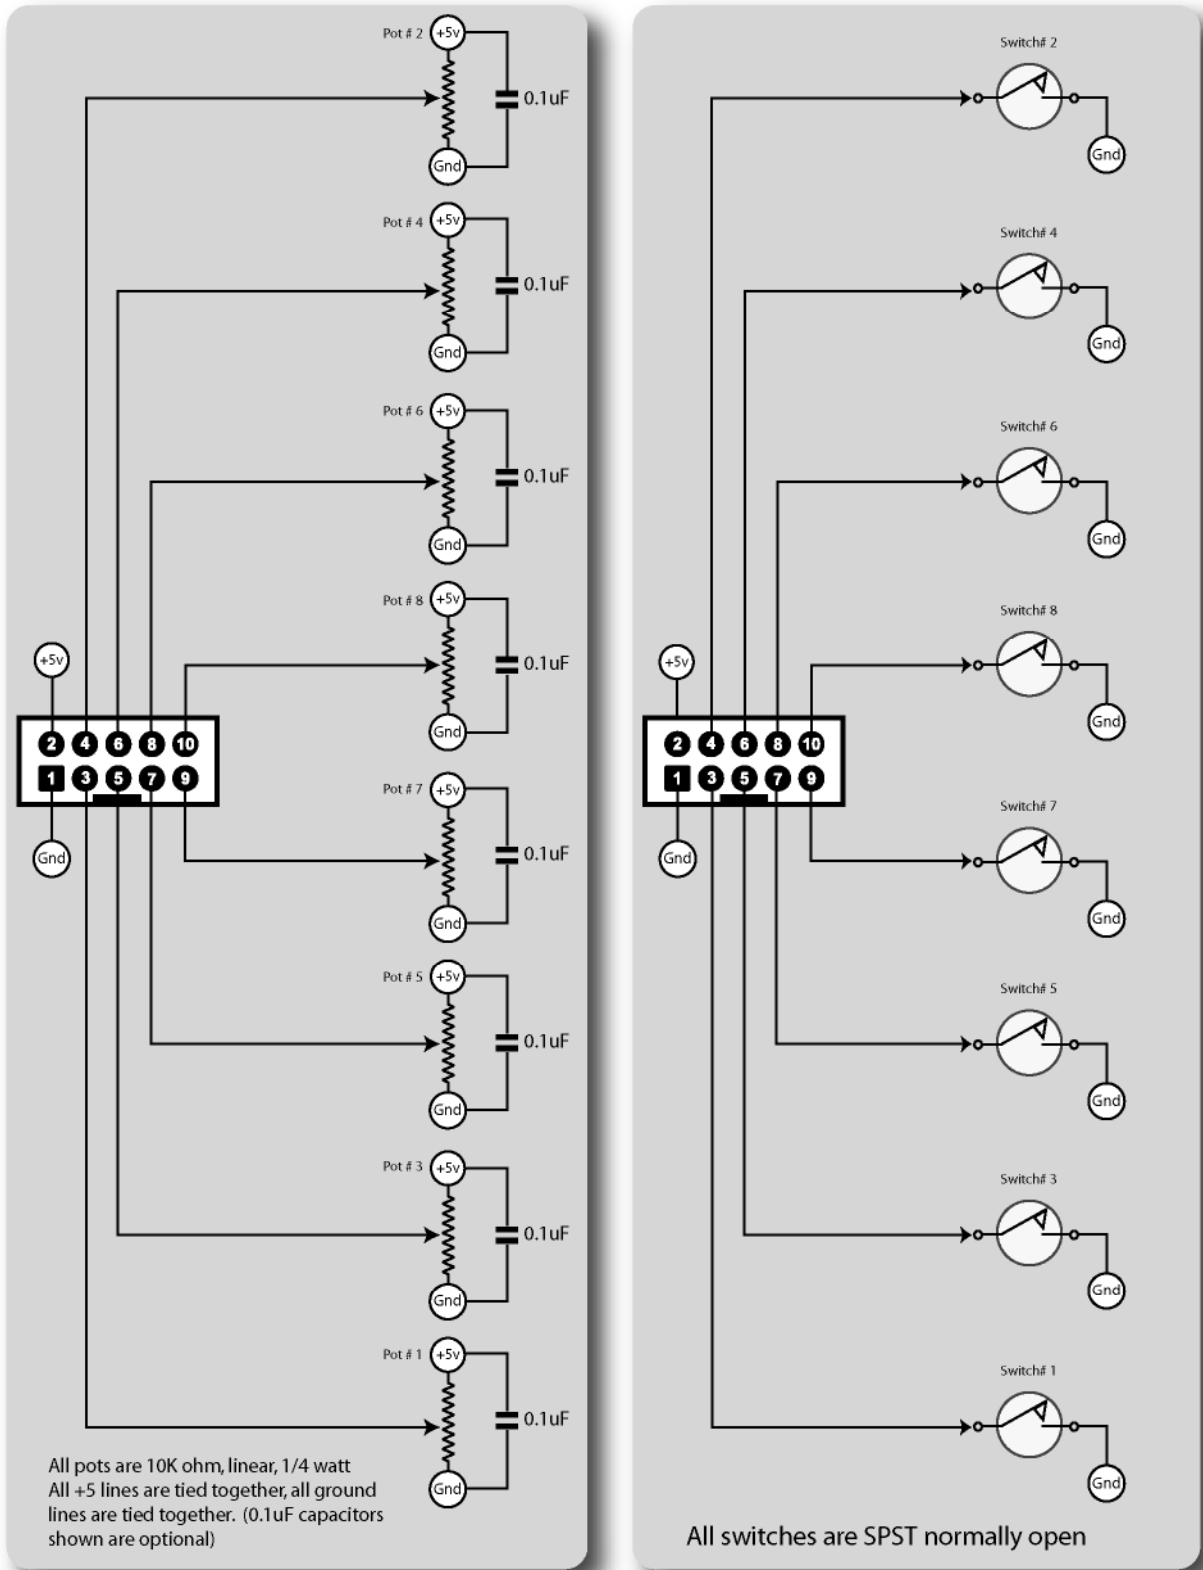 Pot # 2
+5v
0.1uF
Gnd
Pot # 4
+5v
0.1uF
Gnd
Pot # 6
+5v
0.1uF
Gnd
Pot # 8
+5v
0.1uF
Gnd
+5v
2 4 6 8 10
1 3 5 7 9
Gnd
Pot # 7
+5v
0.1uF
Gnd
Pot # 5
+5v
0.1uF
Gnd
Pot # 3
+5v
0.1uF
Gnd
Pot # 1
+5v
0.1uF
Gnd
All pots are 10K ohm, linear, 1/4 watt
All +5 lines are tied together, all ground
lines are tied together. (0.1uF capacitors
shown are optional)
Switch# 2
Gnd
Switch# 4
Gnd
Switch# 6
Gnd
Switch# 8
Gnd
+5v
2 4 6 8 10
1 3 5 7 9
Gnd
Switch# 7
Gnd
Switch# 5
Gnd
Switch# 3
Gnd
Switch# 1
Gnd
All switches are SPST normally open